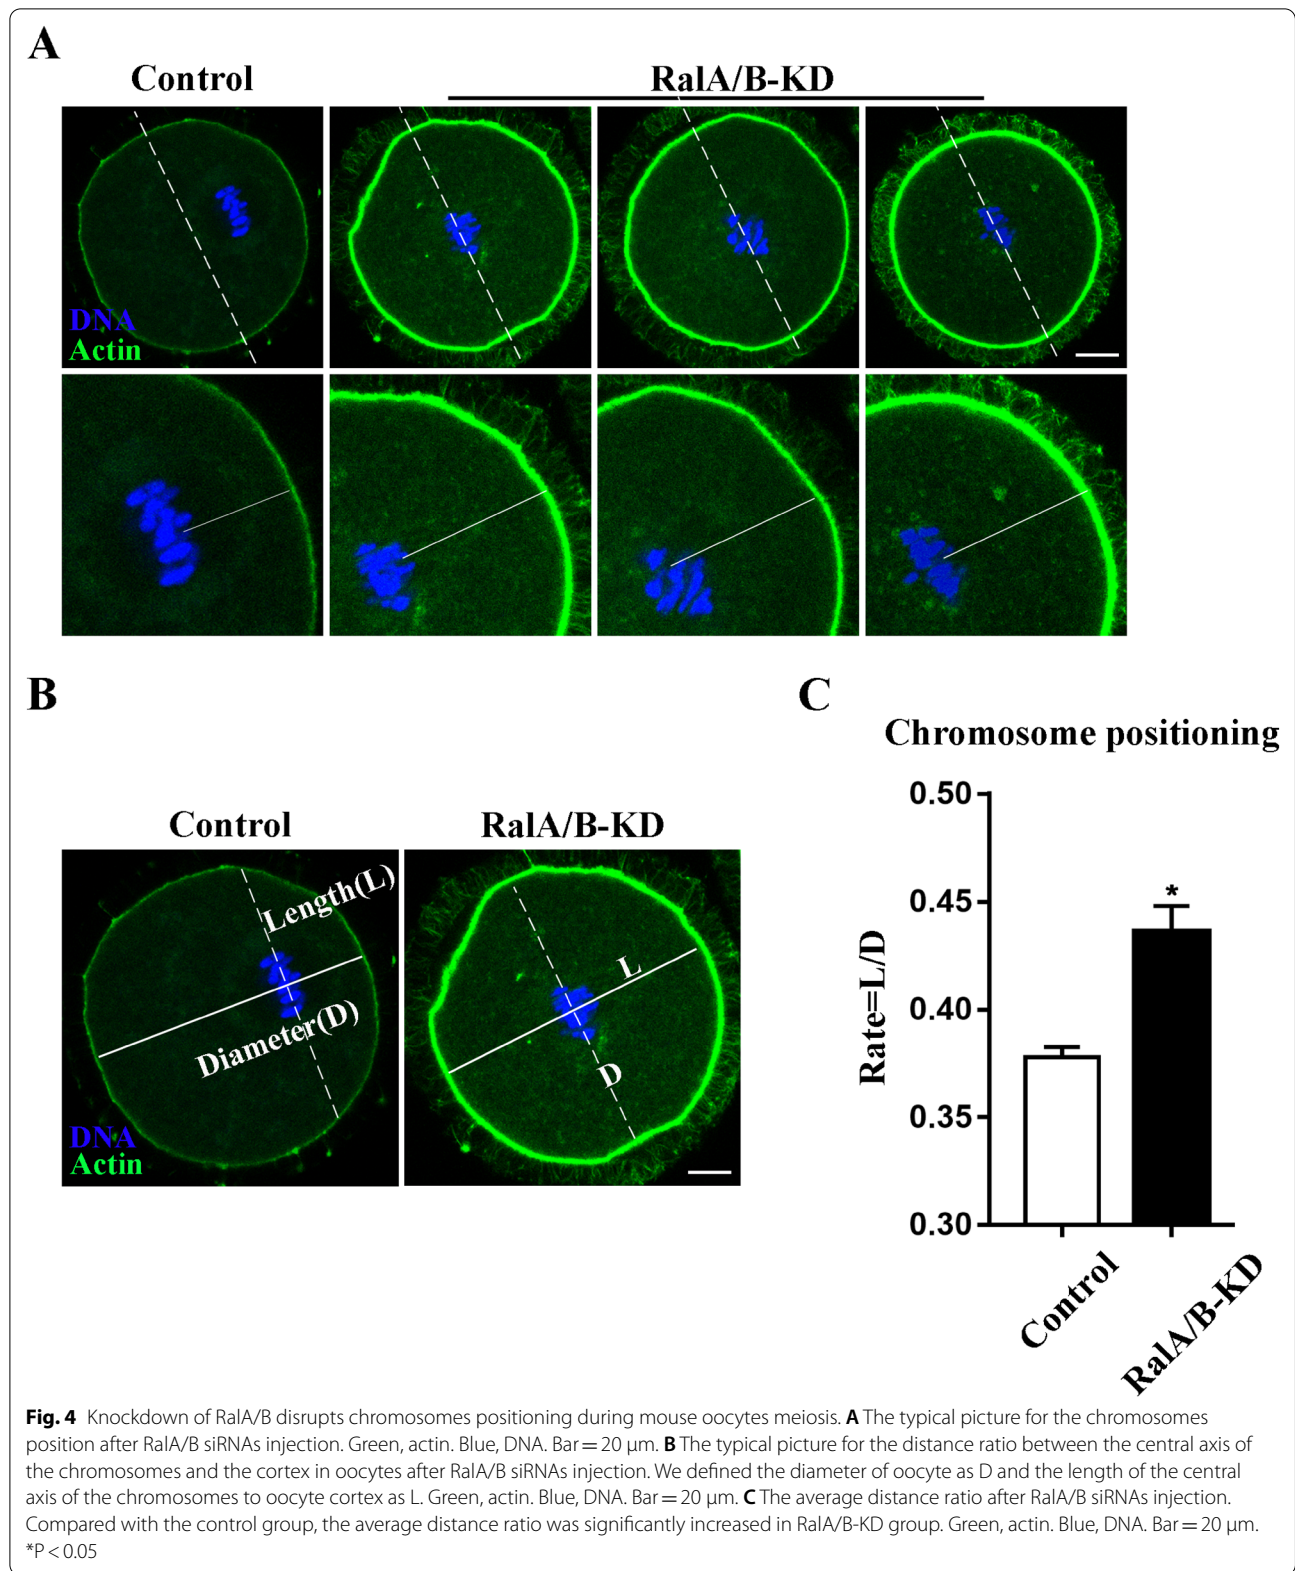 A
Control
RalA/B-KD
DNA
Actin
B
C
Chromosome positioning
Control
RalA/B-KD
Length(L)
Diameter(D)
L
D
DNA
Actin
Rate=L/D
0.50
0.45
0.40
0.35
0.30
*
Control
RalA/B-KD
Fig. 4 Knockdown of RalA/B disrupts chromosomes positioning during mouse oocytes meiosis. A The typical picture for the chromosomes
position after RalA/B siRNAs injection. Green, actin. Blue, DNA. Bar = 20 μm. B The typical picture for the distance ratio between the central axis of
the chromosomes and the cortex in oocytes after RalA/B siRNAs injection. We defined the diameter of oocyte as D and the length of the central
axis of the chromosomes to oocyte cortex as L. Green, actin. Blue, DNA. Bar = 20 μm. C The average distance ratio after RalA/B siRNAs injection.
Compared with the control group, the average distance ratio was significantly increased in RalA/B-KD group. Green, actin. Blue, DNA. Bar = 20 μm.
*P < 0.05